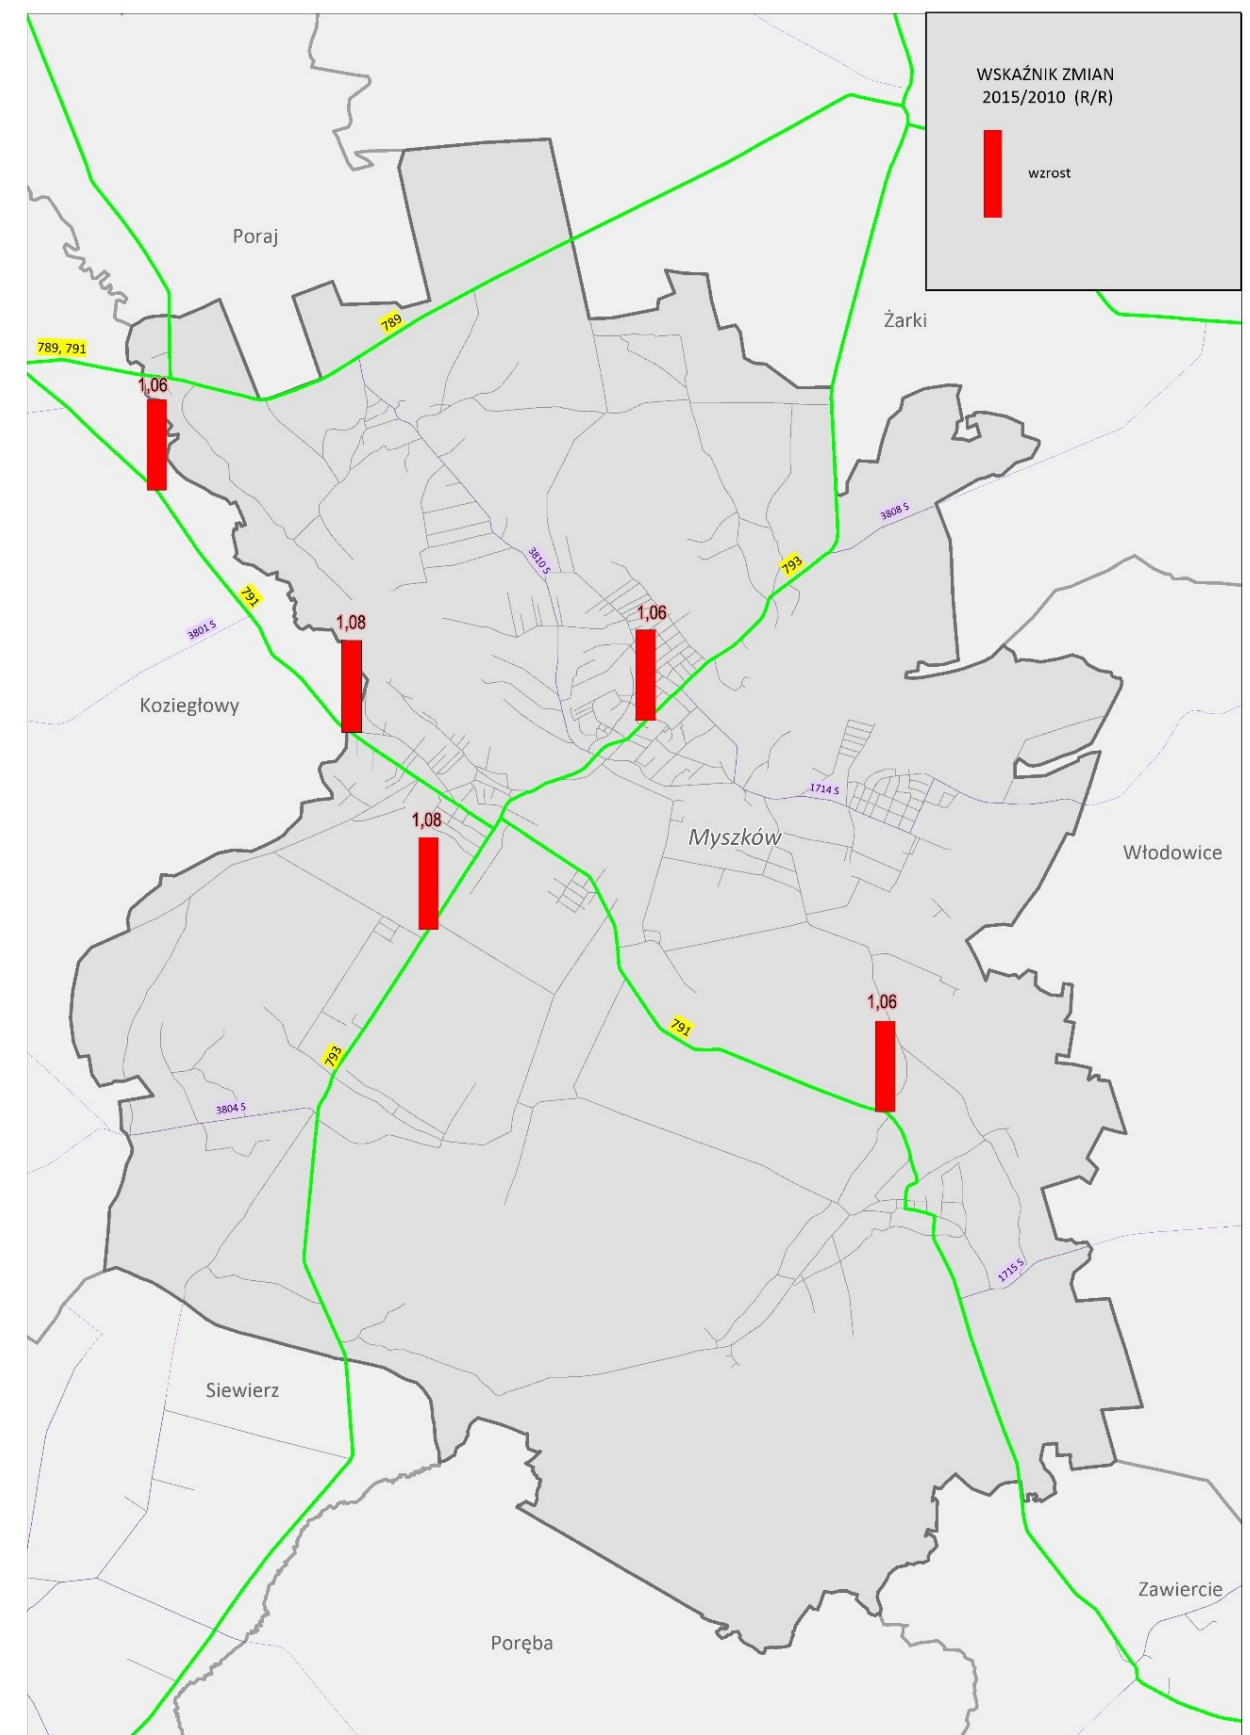 WSKAŹNIK ZMIAN
2015/2010 (R/R)
wzrost
Poraj
Żarki
789
789, 791
1,06
3808 S
3810 S
793
791
1,08
1,06
3801 S
Koziegłowy
1714 S
1,08
Myszków
Włodowice
1,06
791
793
3804 S
1715 S
Siewierz
Zawiercie
Poręba